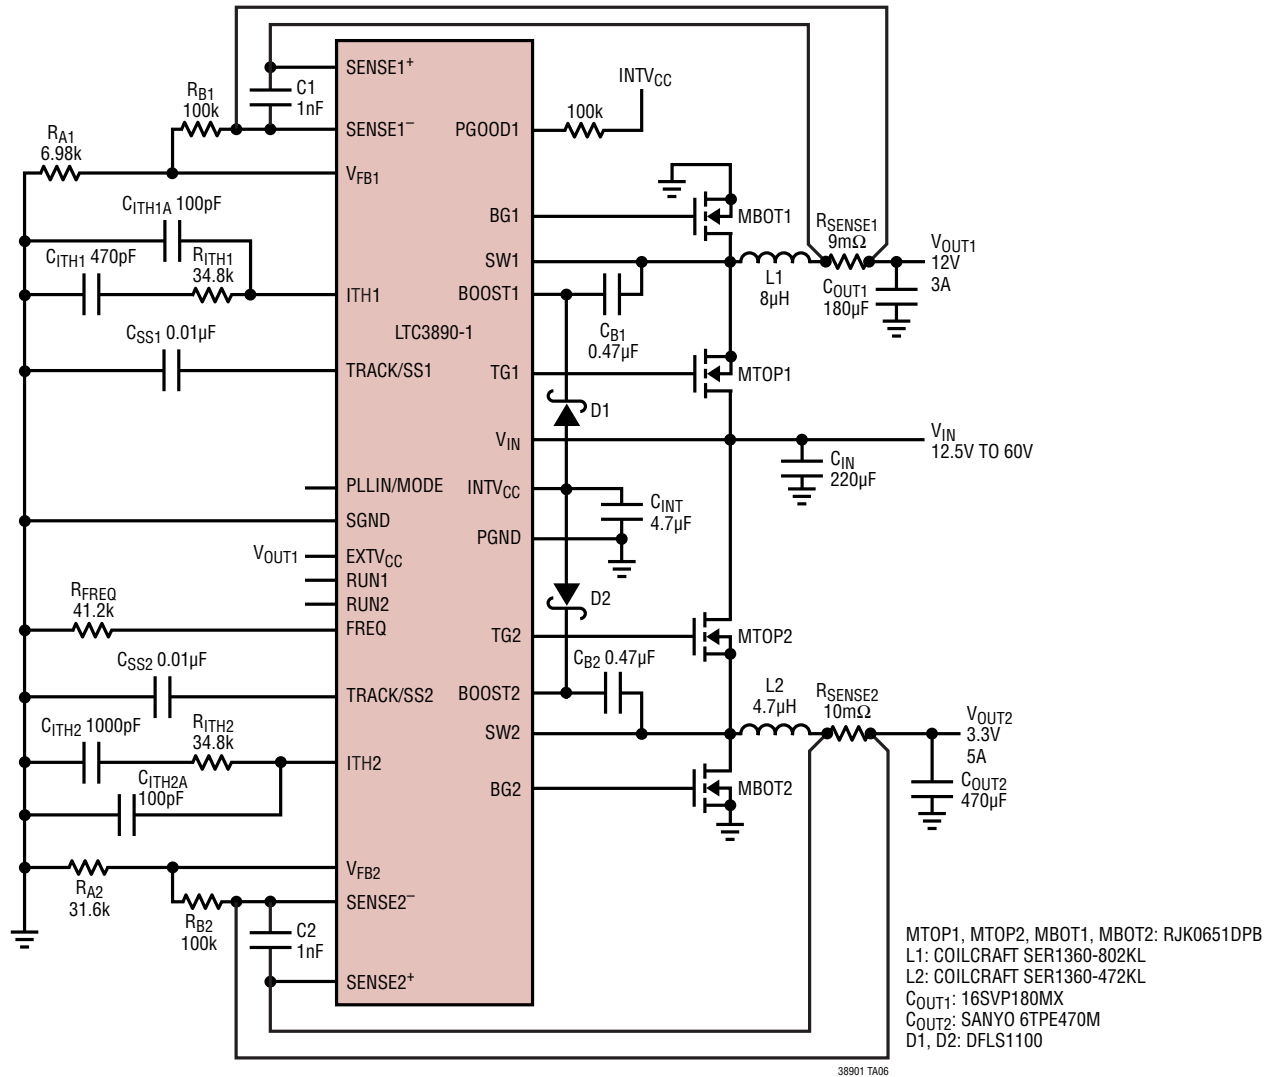 SENSE1+
C1
1nF
RB1
100k
SENSE1–
RA1
6.98k
VFB1
CITH1A 100pF
CITH1 470pF
RITH1
34.8k
ITH1
CSS1 0.01µF
TRACK/SS1
PLLIN/MODE
SGND
VOUT1
EXTVCC
RUN1
RUN2
RFREQ
41.2k
FREQ
CSS2 0.01µF
TRACK/SS2
CITH2 1000pF
RITH2
34.8k
ITH2
CITH2A
100pF
VFB2
RA2
31.6k
RB2
100k
SENSE2–
C2
1nF
SENSE2+
LTC3890-1
INTVCC
100k
PGOOD1
BG1
MBOT1
RSENSE1
9mΩ
VOUT1
12V
3A
SW1
L1
8µH
COUT1
180µF
BOOST1
CB1
0.47µF
TG1
MTOP1
D1
VIN
VIN
12.5V TO 60V
CIN
220µF
INTVCC
CINT
4.7µF
PGND
D2
TG2
MTOP2
CB2 0.47µF
BOOST2
L2
4.7µH
RSENSE2
10mΩ
SW2
VOUT2
3.3V
5A
COUT2
470µF
BG2
MBOT2
MTOP1, MTOP2, MBOT1, MBOT2: RJK0651DPB
L1: COILCRAFT SER1360-802KL
L2: COILCRAFT SER1360-472KL
COUT1: 16SVP180MX
COUT2: SANYO 6TPE470M
D1, D2: DFLS1100
38901 TA06